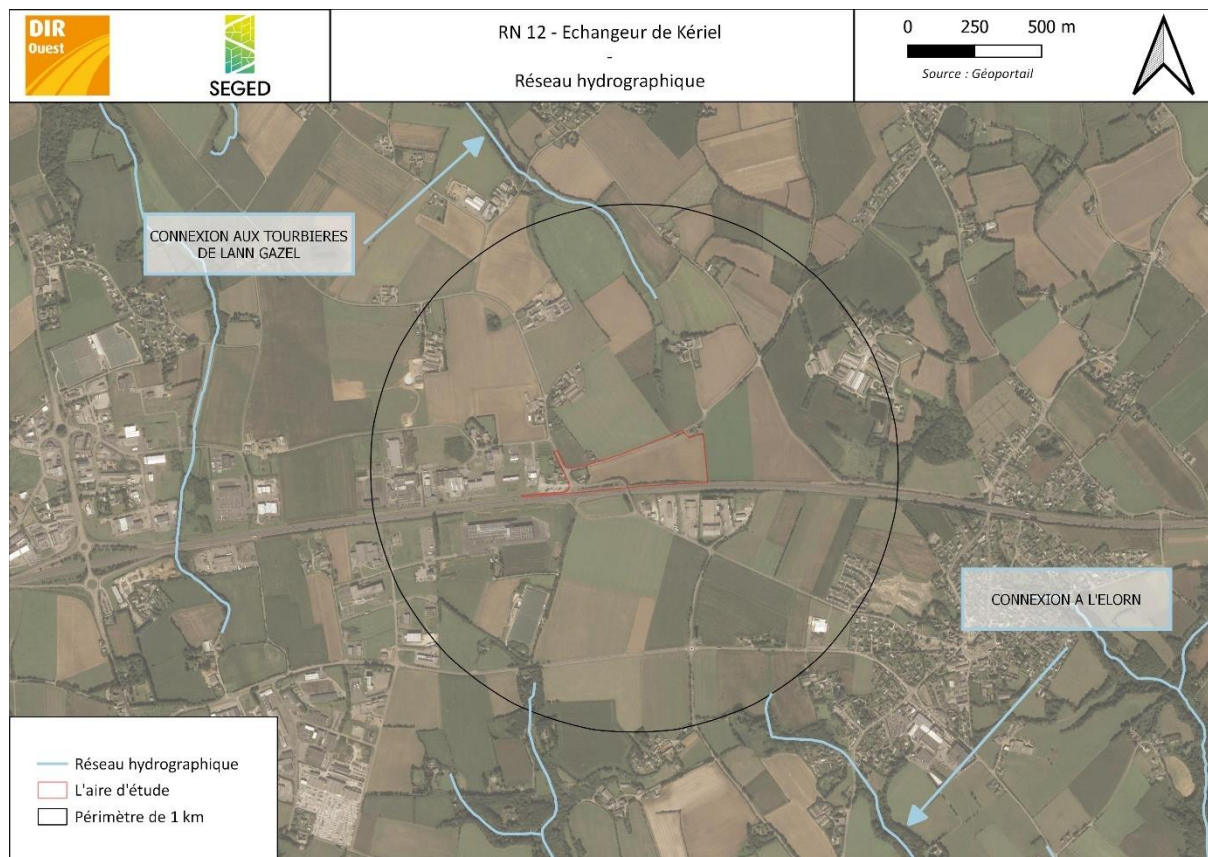 DIR
Ouest
SEGED
RN 12 - Echangeur de Kériel
-
Réseau hydrographique
0 250 500 m
Source : Géoportail
CONNEXION AUX TOURBIERES
DE LANN GAZEL
CONNEXION A L'ELORN
Réseau hydrographique
L'aire d'étude
Périmètre de 1 km